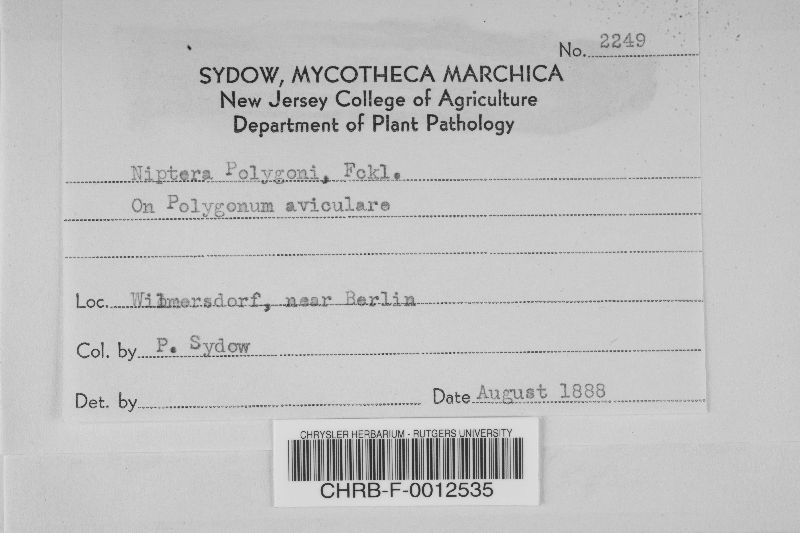 No. 2249
SYDOW, MYCOTHECA MARCHICA
New Jersey College of Agriculture
Department of Plant Pathology
Niptera Polygoni, Fckl.
On Polygonum aviculare
Loc. Wilmersdorf, near Berlin
Col. by P. Sydow
Det. by
Date August 1888
CHRYSLER HERBARIUM - RUTGERS UNIVERSITY
CHRB-F-0012535